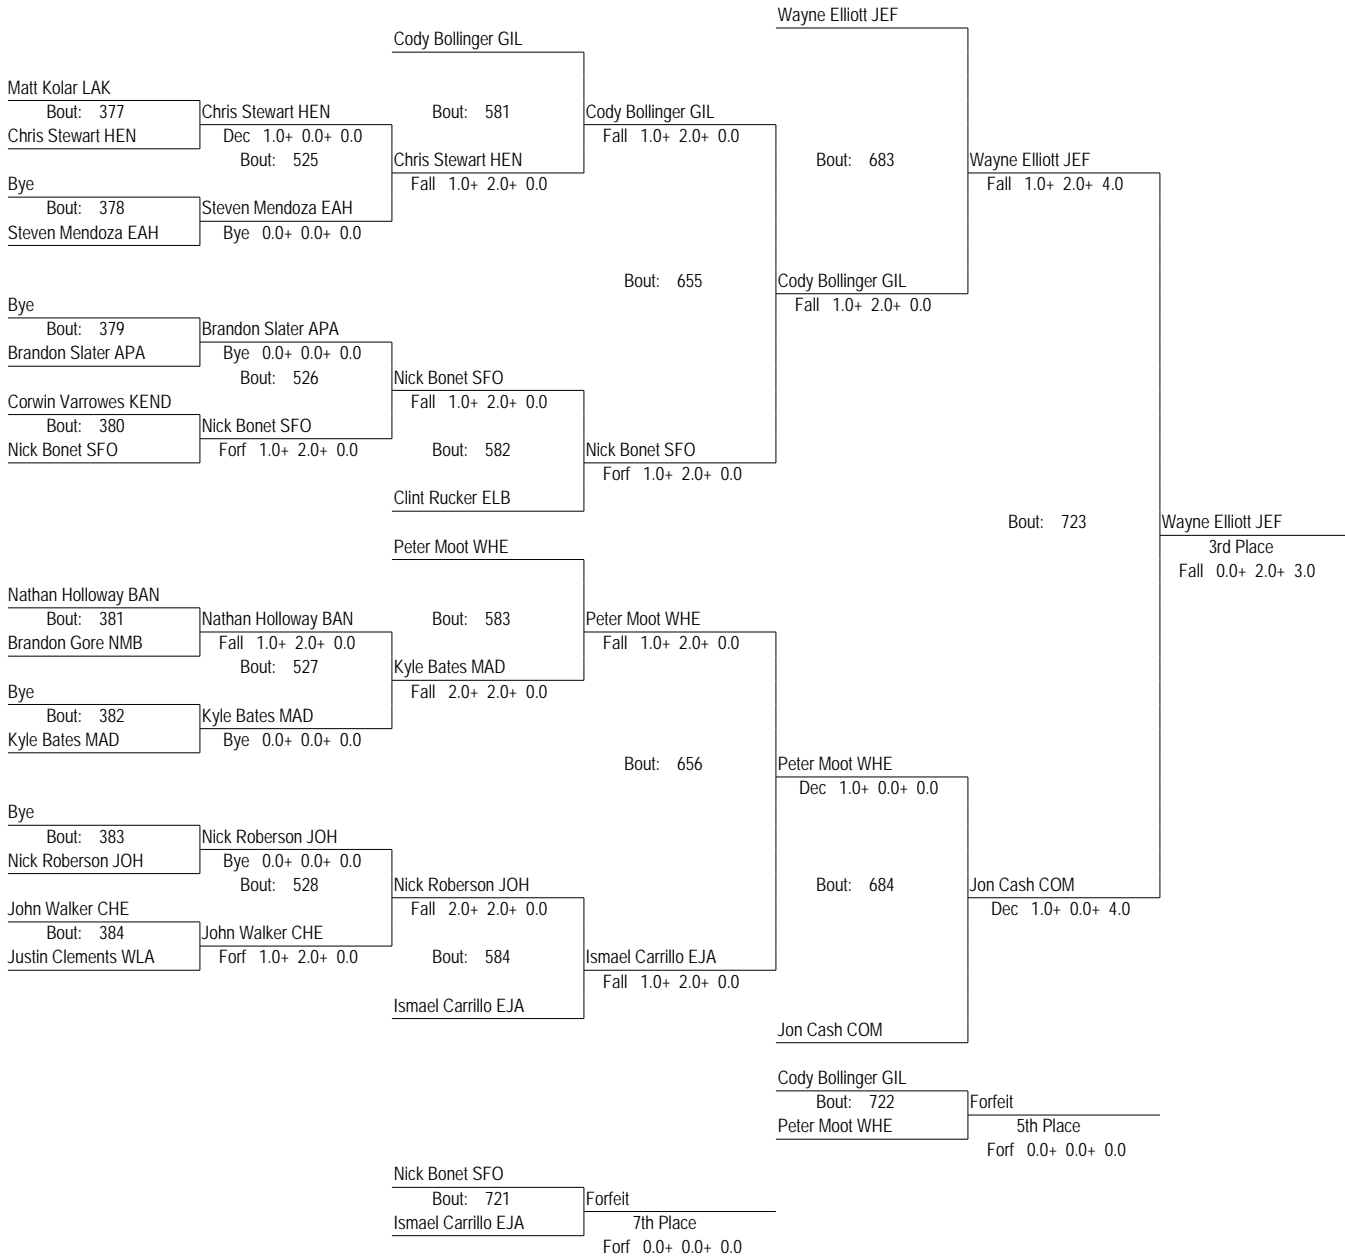 Wayne Elliott JEF
Cody Bollinger GIL
Matt Kolar LAK
Bout: 377
Chris Stewart HEN
Bout: 581
Cody Bollinger GIL
Chris Stewart HEN
Dec 1.0+ 0.0+ 0.0
Fall 1.0+ 2.0+ 0.0
Bout: 525
Chris Stewart HEN
Bout: 683
Wayne Elliott JEF
Bye
Fall 1.0+ 2.0+ 0.0
Fall 1.0+ 2.0+ 4.0
Bout: 378
Steven Mendoza EAH
Steven Mendoza EAH
Bye 0.0+ 0.0+ 0.0
Bout: 655
Cody Bollinger GIL
Bye
Fall 1.0+ 2.0+ 0.0
Bout: 379
Brandon Slater APA
Brandon Slater APA
Bye 0.0+ 0.0+ 0.0
Bout: 526
Nick Bonet SFO
Corwin Varrowes KEND
Fall 1.0+ 2.0+ 0.0
Bout: 380
Nick Bonet SFO
Nick Bonet SFO
Forf 1.0+ 2.0+ 0.0
Bout: 582
Nick Bonet SFO
Forf 1.0+ 2.0+ 0.0
Clint Rucker ELB
Bout: 723
Wayne Elliott JEF
Peter Moot WHE
3rd Place
Fall 0.0+ 2.0+ 3.0
Nathan Holloway BAN
Bout: 381
Nathan Holloway BAN
Bout: 583
Peter Moot WHE
Brandon Gore NMB
Fall 1.0+ 2.0+ 0.0
Fall 1.0+ 2.0+ 0.0
Bout: 527
Kyle Bates MAD
Bye
Fall 2.0+ 2.0+ 0.0
Bout: 382
Kyle Bates MAD
Kyle Bates MAD
Bye 0.0+ 0.0+ 0.0
Bout: 656
Peter Moot WHE
Dec 1.0+ 0.0+ 0.0
Bye
Bout: 383
Nick Roberson JOH
Nick Roberson JOH
Bye 0.0+ 0.0+ 0.0
Bout: 528
Nick Roberson JOH
Bout: 684
Jon Cash COM
John Walker CHE
Fall 2.0+ 2.0+ 0.0
Dec 1.0+ 0.0+ 4.0
Bout: 384
John Walker CHE
Justin Clements WLA
Forf 1.0+ 2.0+ 0.0
Bout: 584
Ismael Carrillo EJA
Fall 1.0+ 2.0+ 0.0
Ismael Carrillo EJA
Jon Cash COM
Cody Bollinger GIL
Bout: 722
Forfeit
Peter Moot WHE
5th Place
Forf 0.0+ 0.0+ 0.0
Nick Bonet SFO
Bout: 721
Forfeit
Ismael Carrillo EJA
7th Place
Forf 0.0+ 0.0+ 0.0